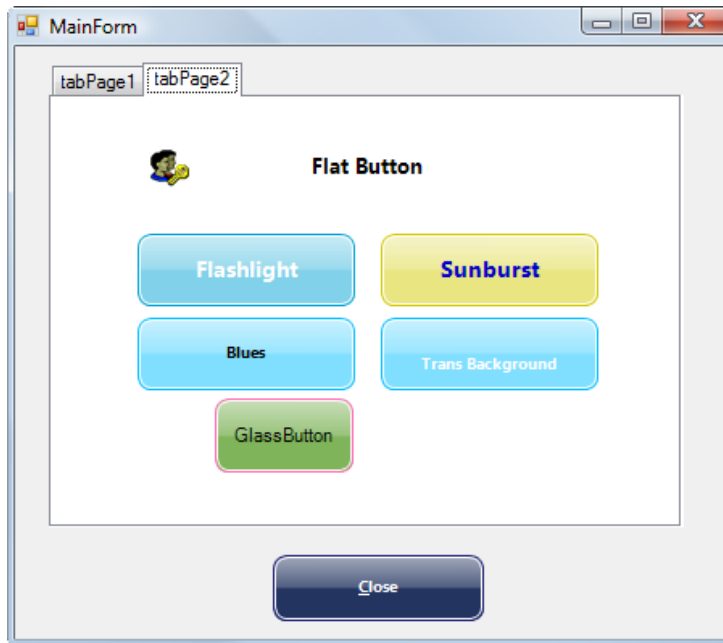 MainForm
tabPage1 tabPage2
Flat Button
Flashlight Sunburst
Blues Trans Background
GlassButton
Close